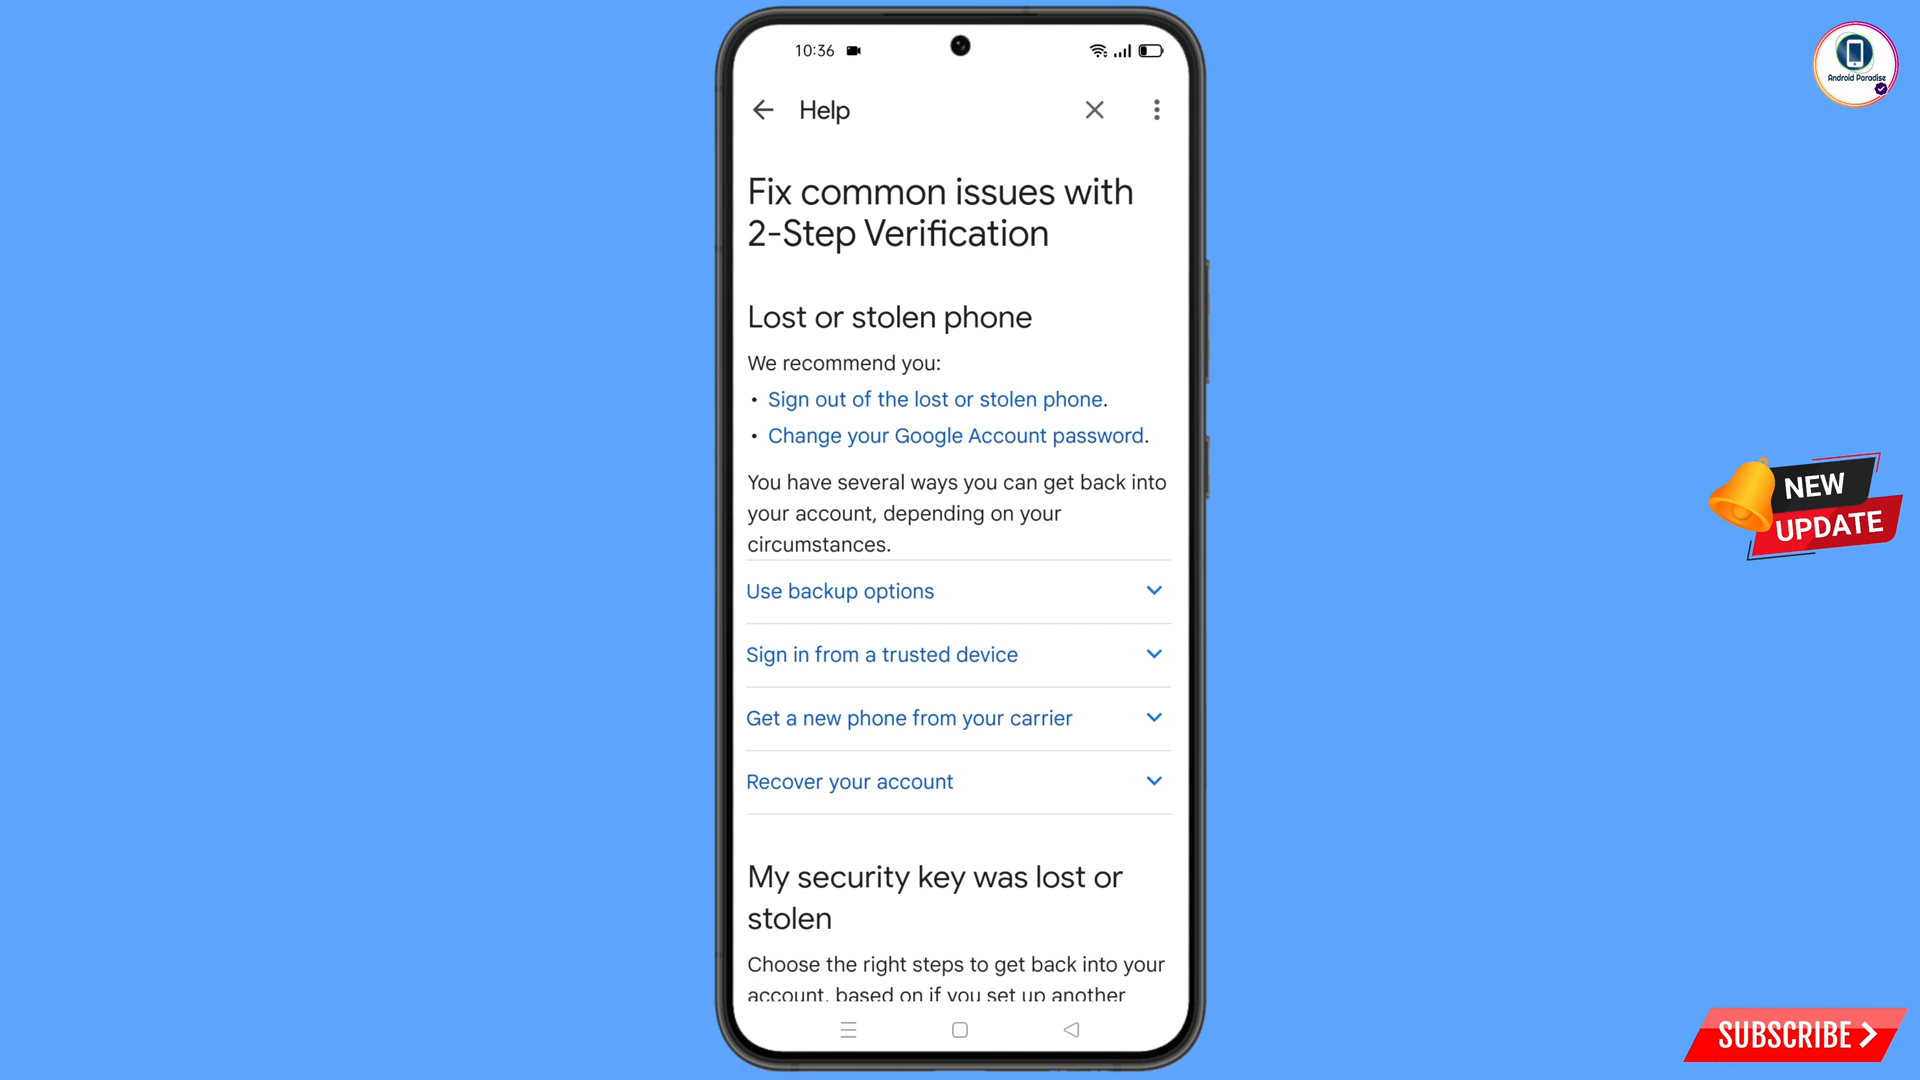 10:36
Help
Fix common issues with
2-Step Verification
Lost or stolen phone
We recommend you:
• Sign out of the lost or stolen phone.
• Change your Google Account password.
You have several ways you can get back into
your account, depending on your
circumstances.
Use backup options
Sign in from a trusted device
Get a new phone from your carrier
Recover your account
My security key was lost or
stolen
Choose the right steps to get back into your
account, based on if you set up another
Android Paradise
NEW
UPDATE
SUBSCRIBE